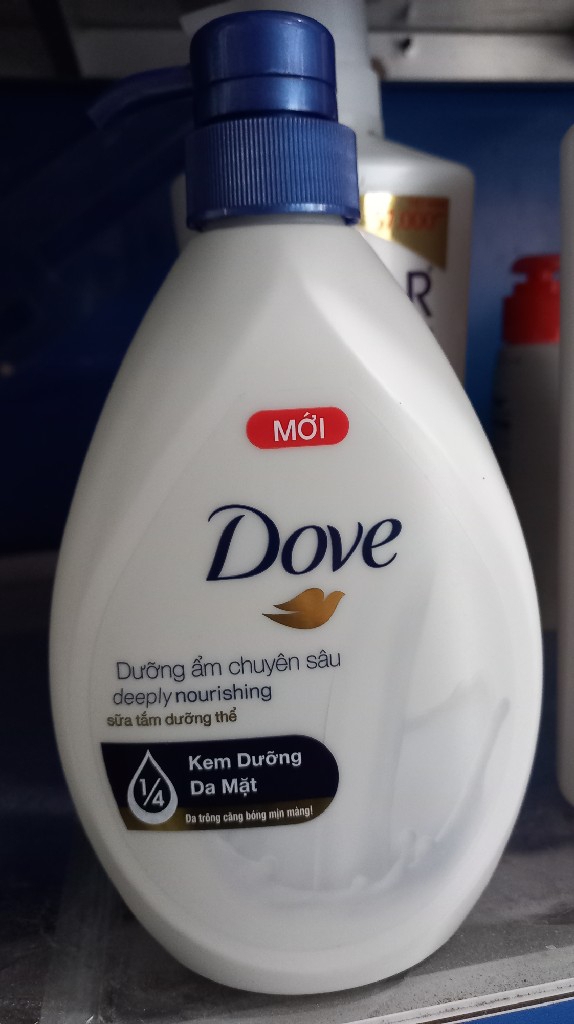 MỚI
Dove
Dưỡng ẩm chuyên sâu
deeply nourishing
sữa tắm dưỡng thể
1/4
Kem Dưỡng
Da Mặt
Da trông căng bóng mịn màng!
R